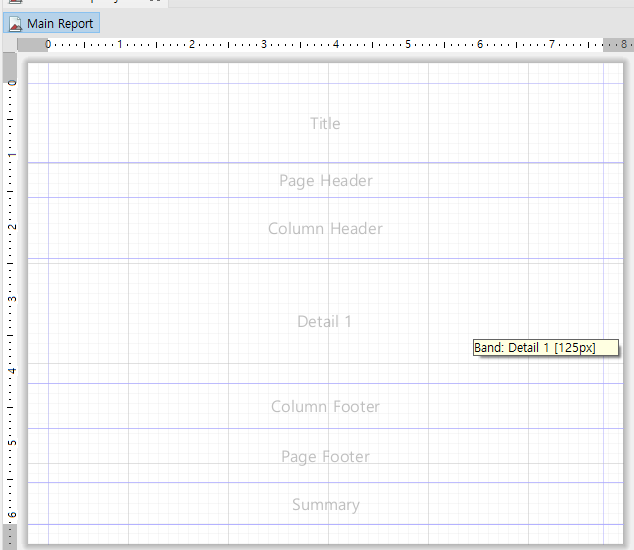 Main Report
0 1 2 3 4 5 6 7 8
0
Title
1
Page Header
2
Column Header
3
Detail 1
Band: Detail 1 [125px]
4
Column Footer
5
Page Footer
Summary
6